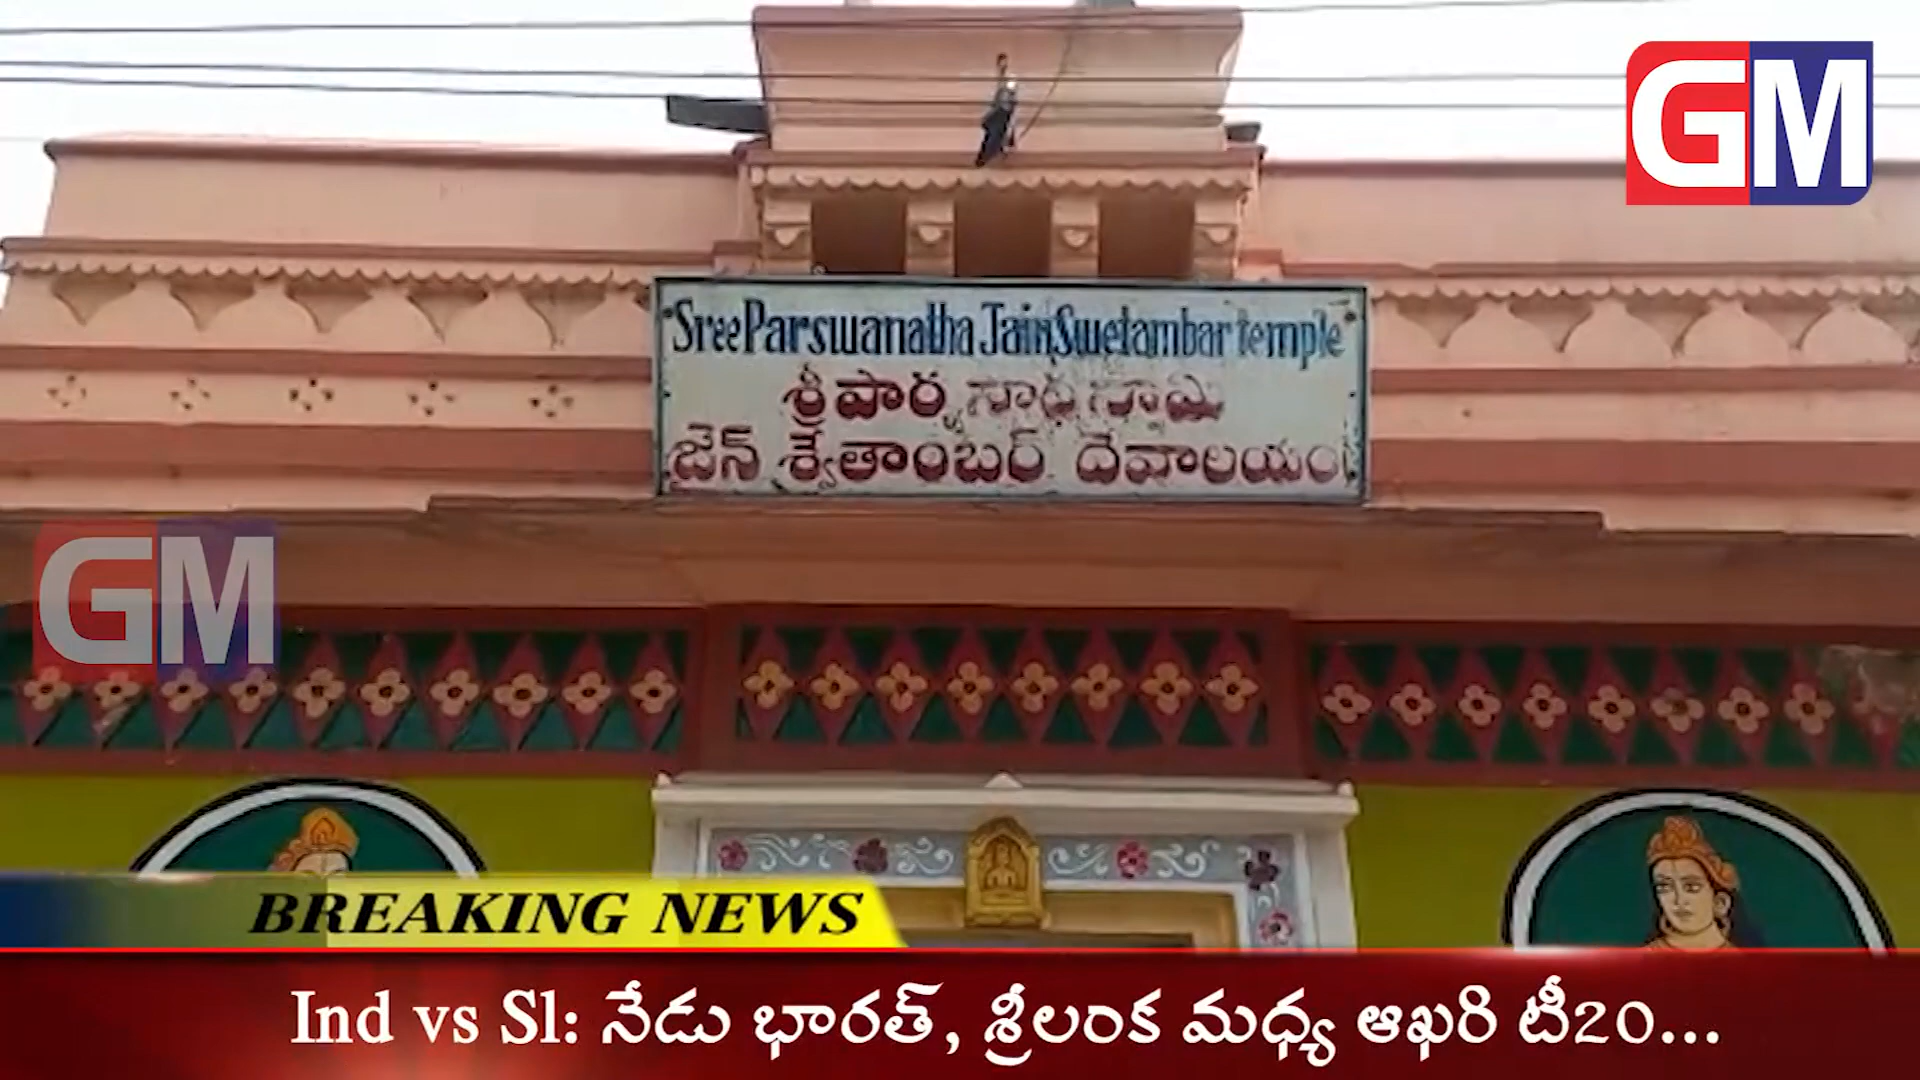 GM
Sree Parswanatha Jain Swetambar temple
శ్రీ పార్శ్వనాధ స్వామి
జైన్ శ్వేతాంబర్ దేవాలయం
GM
BREAKING NEWS
Ind vs Sl: నేడు భారత్, శ్రీలంక మధ్య ఆఖరి టీ20...